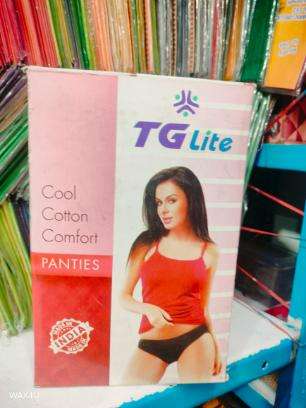 TG Lite
Cool
Cotton
Comfort
PANTIES
INDIA